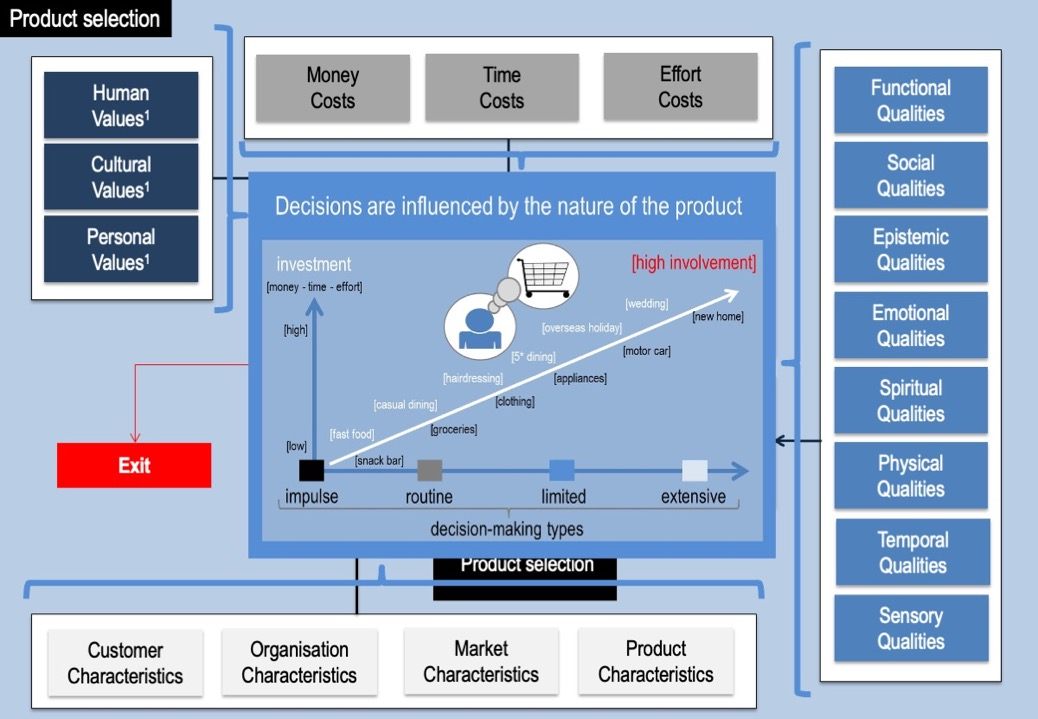 Product selection
Human
Values¹
Cultural
Values¹
Personal
Values¹
Money
Costs
Time
Costs
Effort
Costs
Functional
Qualities
Social
Qualities
Epistemic
Qualities
Emotional
Qualities
Spiritual
Qualities
Physical
Qualities
Temporal
Qualities
Sensory
Qualities
Decisions are influenced by the nature of the product
investment
[money - time - effort]
[high involvement]
[high]
[wedding]
[new home]
[overseas holiday]
[motor car]
[5* dining]
[hairdressing]
[appliances]
[casual dining]
[clothing]
[fast food]
[groceries]
[low]
[snack bar]
impulse
routine
limited
extensive
decision-making types
Exit
Product selection
Customer
Characteristics
Organisation
Characteristics
Market
Characteristics
Product
Characteristics